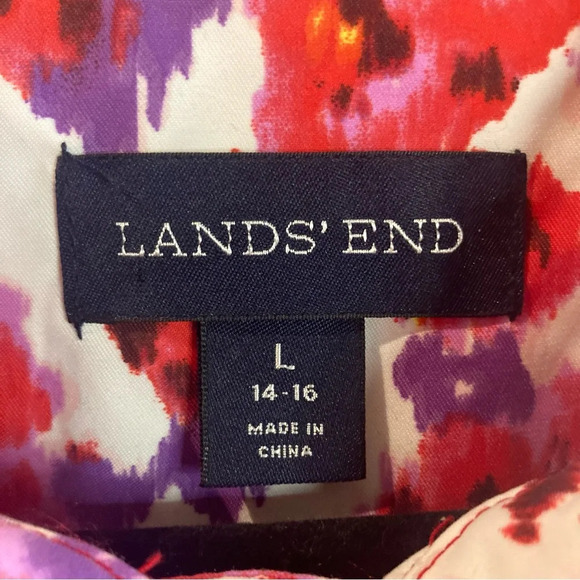 LANDS' END
L
14-16
MADE IN
CHINA